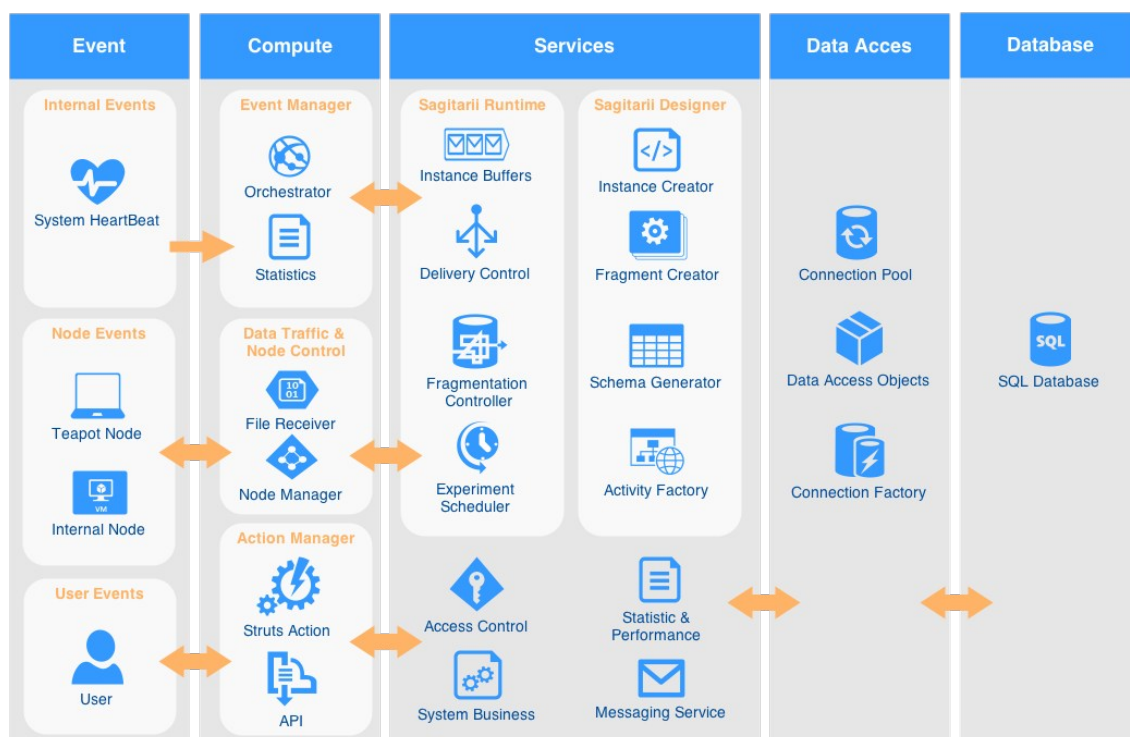 Event
Compute
Services
Data Acces
Database
Internal Events
System HeartBeat
Node Events
Teapot Node
VM
Internal Node
User Events
User
Event Manager
Orchestrator
Statistics
Data Traffic &
Node Control
10
01
File Receiver
Node Manager
Action Manager
Struts Action
API
Sagitarii Runtime
Instance Buffers
Delivery Control
Fragmentation
Controller
Experiment
Scheduler
Sagitarii Designer
</>
Instance Creator
Fragment Creator
Schema Generator
Activity Factory
Access Control
System Business
Statistic &
Performance
Messaging Service
Connection Pool
Data Access Objects
Connection Factory
SQL
SQL Database